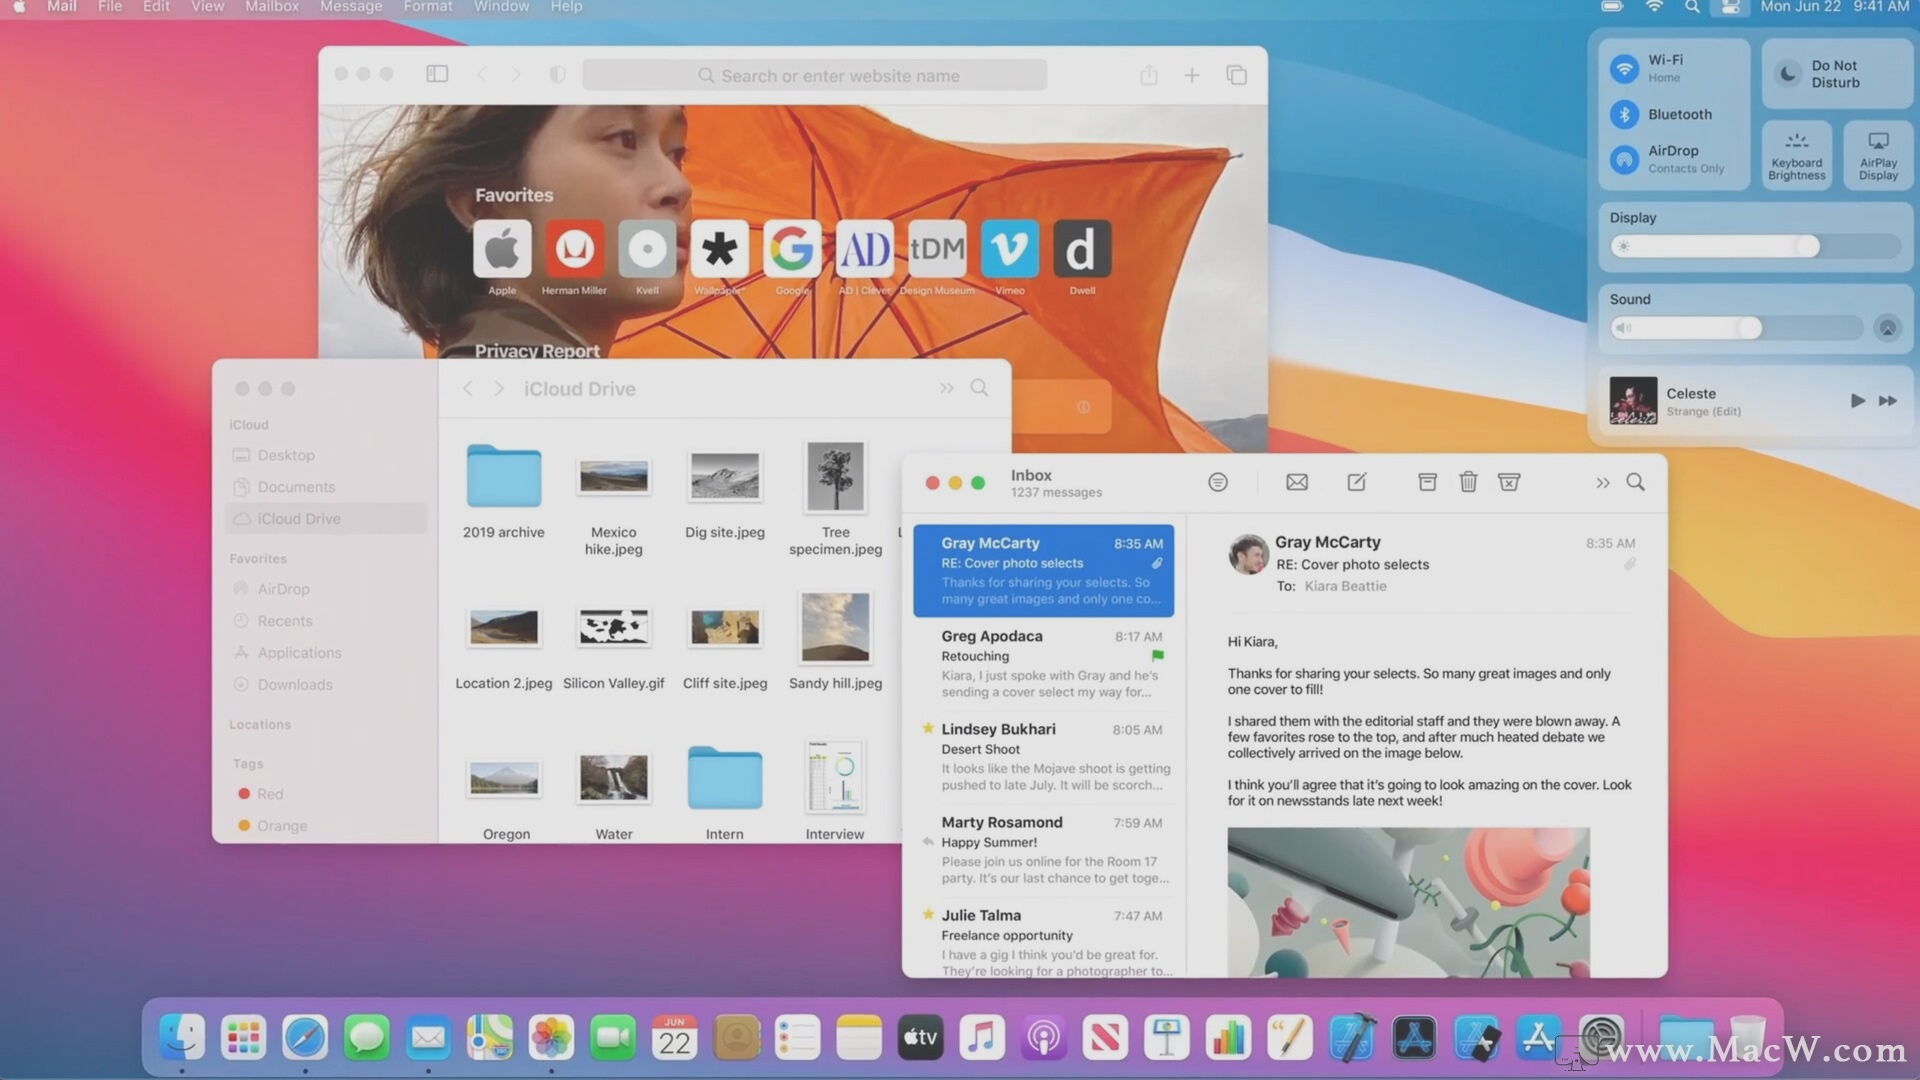 Mail File Edit View Mailbox Message Format Window Help
Mon Jun 22 9:41 AM
Search or enter website name
Favorites
Apple
Herman Miller
Kvell
Wallpaper*
Google
AD | Clever
Design Museum
Vimeo
Dwell
AD
tDM
d
Privacy Report
Wi-Fi
Home
Bluetooth
AirDrop
Contacts Only
Do Not
Disturb
Keyboard
Brightness
AirPlay
Display
Display
Sound
Celeste
Strange (Edit)
iCloud
Desktop
Documents
iCloud Drive
Favorites
AirDrop
Recents
Applications
Downloads
Locations
Tags
Red
Orange
iCloud Drive
2019 archive
Mexico
hike.jpeg
Dig site.jpeg
Tree
specimen.jpeg
Location 2.jpeg
Silicon Valley.gif
Cliff site.jpeg
Sandy hill.jpeg
Oregon
Water
Intern
Interview
Inbox
1237 messages
Gray McCarty 8:35 AM
RE: Cover photo selects
Thanks for sharing your selects. So
many great images and only one co...
Greg Apodaca 8:17 AM
Retouching
Kiara, I just spoke with Gray and he's
sending a cover select my way for...
Lindsey Bukhari 8:05 AM
Desert Shoot
It looks like the Mojave shoot is getting
pushed to late July. It will be scorch...
Marty Rosamond 7:59 AM
Happy Summer!
Please join us online for the Room 17
party. It's our last chance to get toge...
Julie Talma 7:47 AM
Freelance opportunity
I have a gig I think you'd be great for.
They're looking for a photographer to...
Gray McCarty 8:35 AM
RE: Cover photo selects
To: Kiara Beattie
Hi Kiara,
Thanks for sharing your selects. So many great images and only
one cover to fill!
I shared them with the editorial staff and they were blown away. A
few favorites rose to the top, and after much heated debate we
collectively arrived on the image below.
I think you'll agree that it's going to look amazing on the cover. Look
for it on newsstands late next week!
JUN
22
tv
www.MacW.com